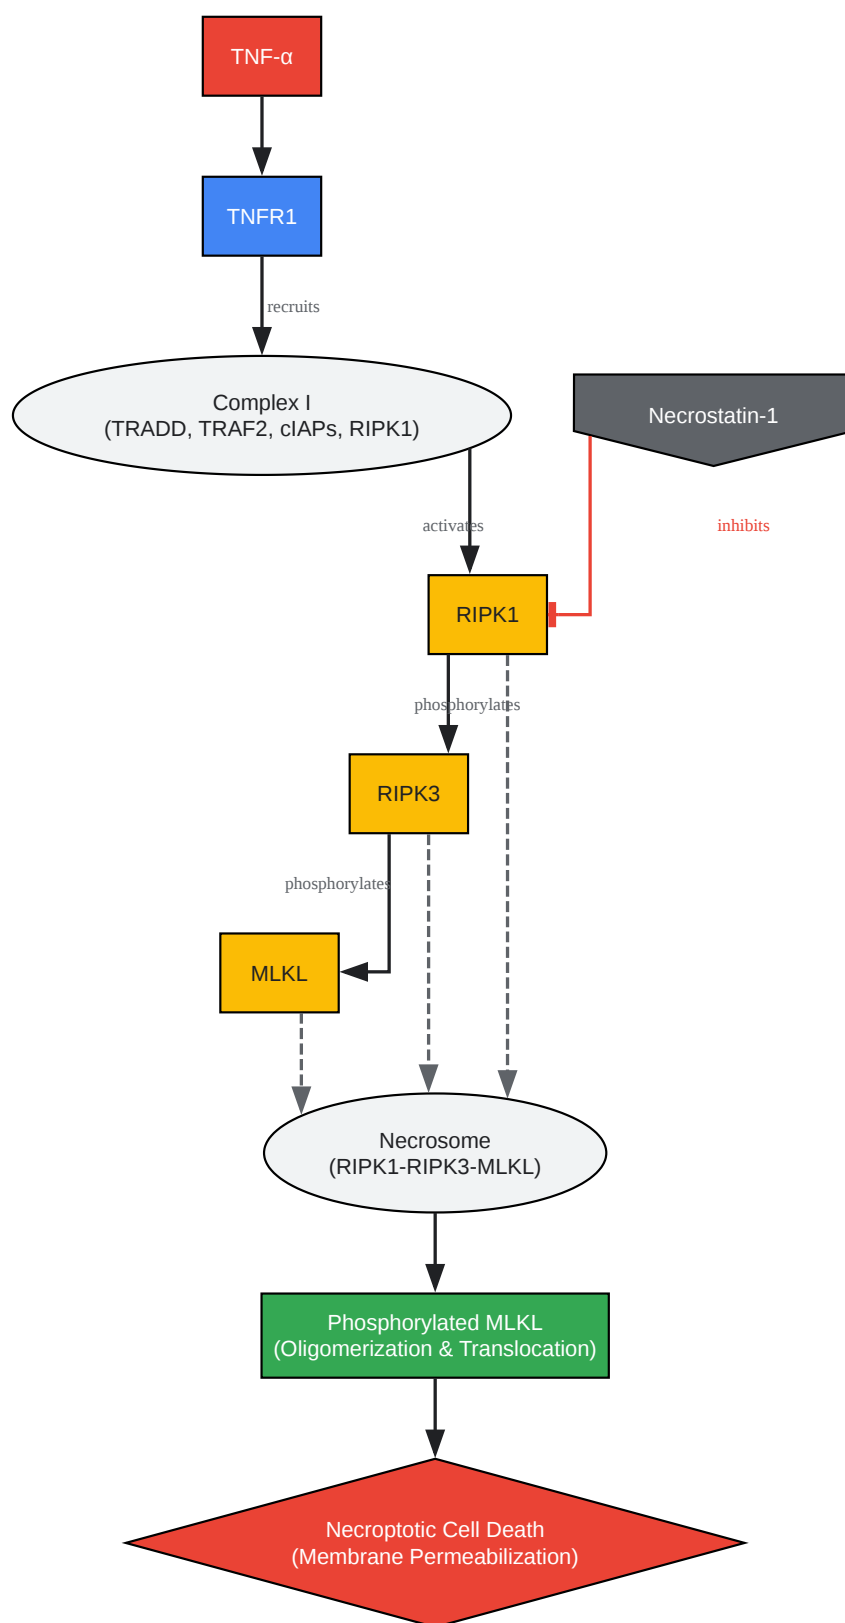 TNF-α
TNFR1
recruits
Complex I
(TRADD, TRAF2, cIAPs, RIPK1)
Necrostatin-1
activates
inhibits
RIPK1
phosphorylates
RIPK3
phosphorylates
MLKL
Necrosome
(RIPK1-RIPK3-MLKL)
Phosphorylated MLKL
(Oligomerization & Translocation)
Necroptotic Cell Death
(Membrane Permeabilization)